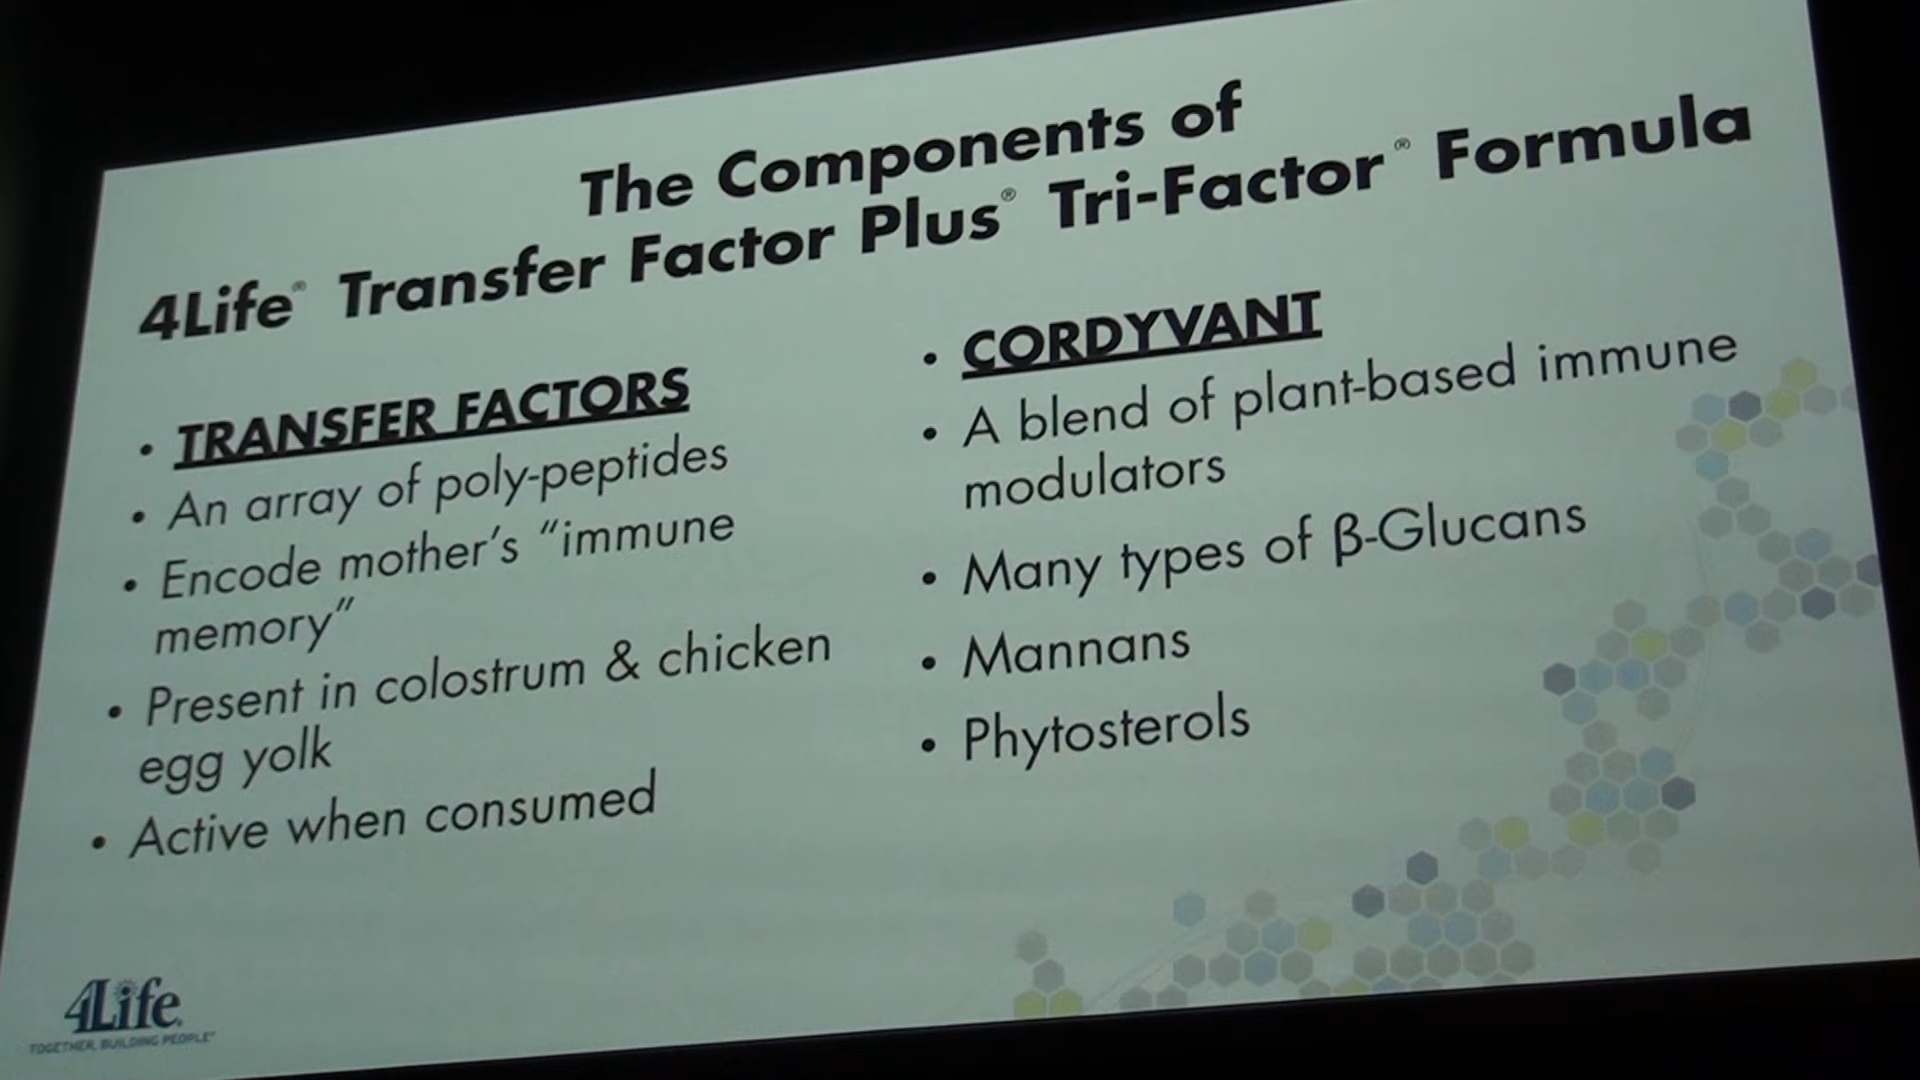 The Components of
4Life® Transfer Factor Plus® Tri-Factor® Formula
• TRANSFER FACTORS
• An array of poly-peptides
• Encode mother's "immune
memory"
• Present in colostrum & chicken
egg yolk
• Active when consumed
• CORDYVANT
• A blend of plant-based immune
modulators
• Many types of β-Glucans
• Mannans
• Phytosterols
4Life
TOGETHER, BUILDING PEOPLE™